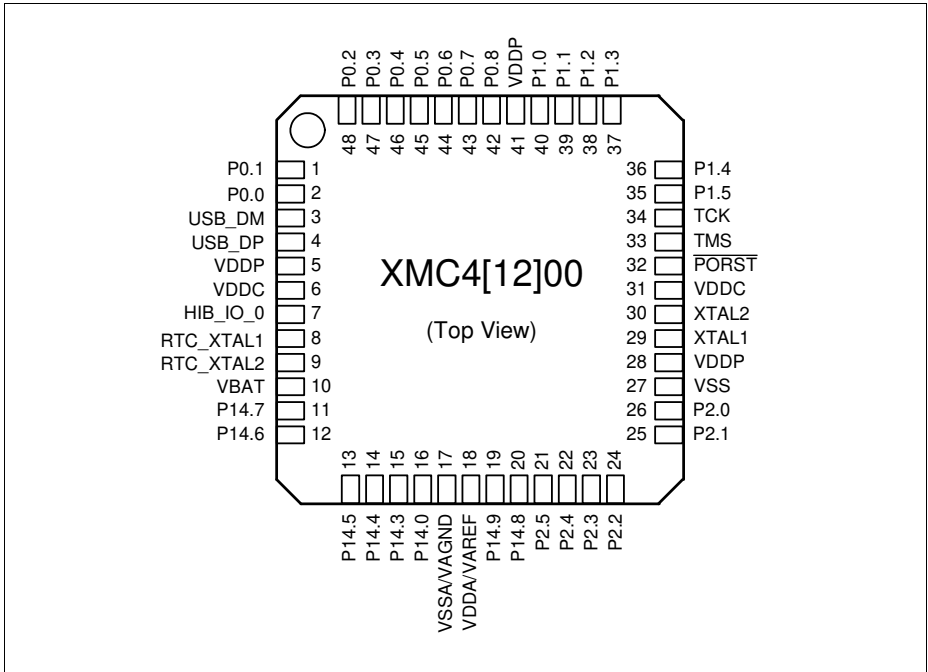 P0.2 P0.3 P0.4 P0.5 P0.6 P0.7 P0.8 VDDP P1.0 P1.1 P1.2 P1.3
48 47 46 45 44 43 42 41 40 39 38 37
P0.1 1 36 P1.4
P0.0 2 35 P1.5
USB_DM 3 34 TCK
USB_DP 4 33 TMS
VDDP 5 32 PORST
VDDC 6 31 VDDC
HIB_IO_0 7 30 XTAL2
RTC_XTAL1 8 29 XTAL1
RTC_XTAL2 9 28 VDDP
VBAT 10 27 VSS
P14.7 11 26 P2.0
P14.6 12 25 P2.1
XMC4[12]00
(Top View)
13 14 15 16 17 18 19 20 21 22 23 24
P14.5 P14.4 P14.3 P14.0 VSSA/VAGND VDDA/VAREF P14.9 P14.8 P2.5 P2.4 P2.3 P2.2